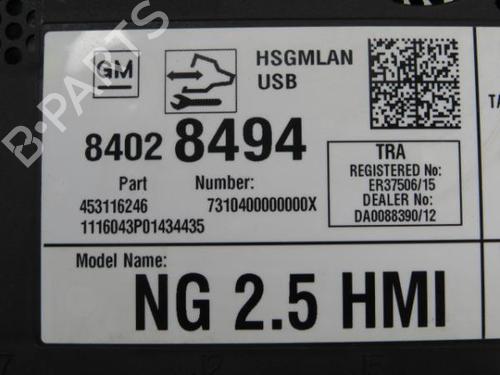 GM
HSGMLAN
USB
8402 8494
Part Number:
453116246 7310400000000X
1116043P01434435
TRA
REGISTERED No:
ER37506/15
DEALER No:
DA0088390/12
TA
Model Name:
NG 2.5 HMI
B-PARTS